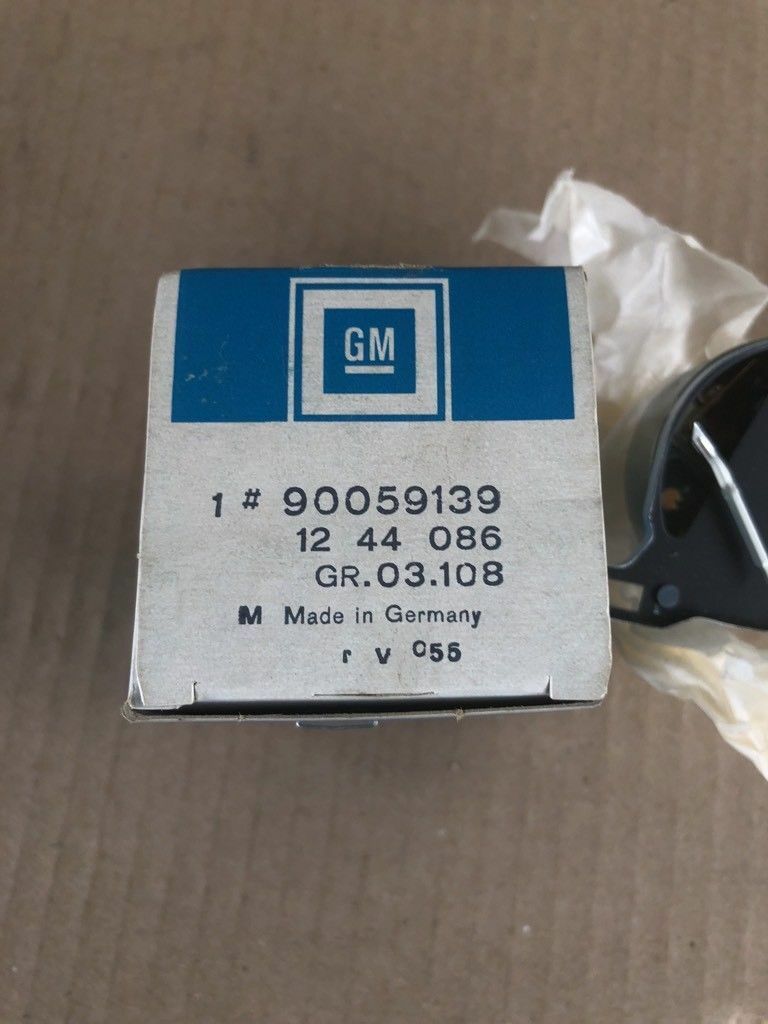 GM
1 # 90059139
12 44 086
GR.03.108
M Made in Germany
r v 055